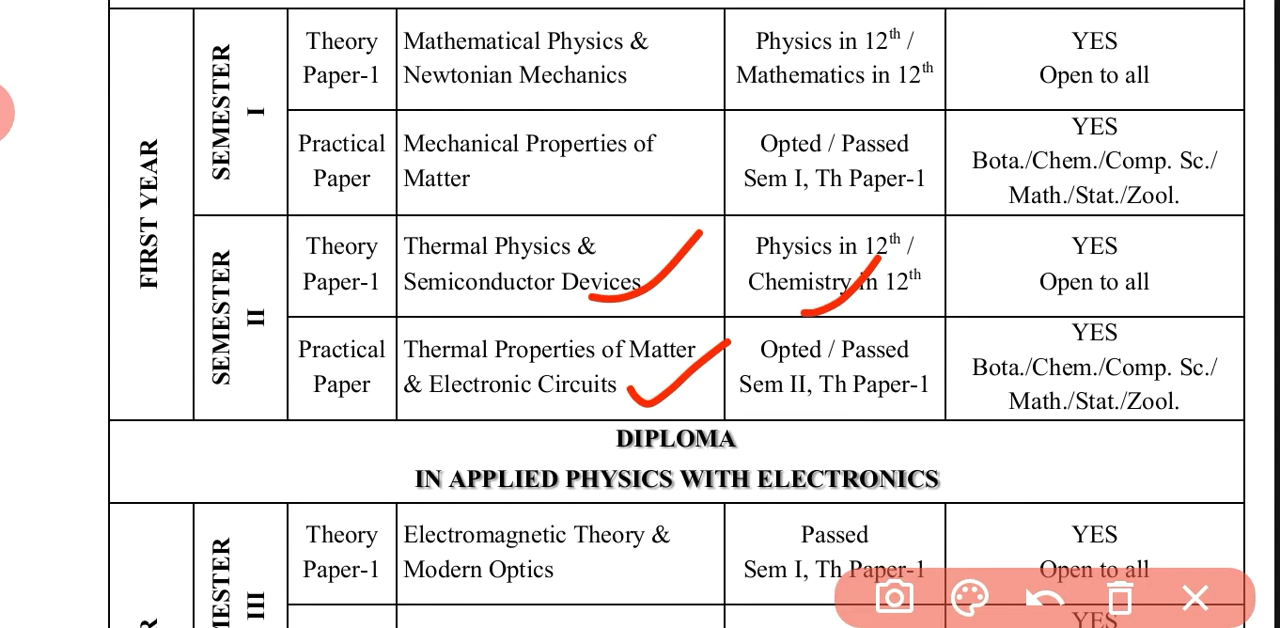 FIRST YEAR
SEMESTER
I
Theory
Paper-1
Mathematical Physics &
Newtonian Mechanics
Physics in 12th /
Mathematics in 12th
YES
Open to all
Practical
Paper
Mechanical Properties of
Matter
Opted / Passed
Sem I, Th Paper-1
YES
Bota./Chem./Comp. Sc./
Math./Stat./Zool.
SEMESTER
II
Theory
Paper-1
Thermal Physics &
Semiconductor Devices
Physics in 12th /
Chemistry in 12th
YES
Open to all
Practical
Paper
Thermal Properties of Matter
& Electronic Circuits
Opted / Passed
Sem II, Th Paper-1
YES
Bota./Chem./Comp. Sc./
Math./Stat./Zool.
DIPLOMA
IN APPLIED PHYSICS WITH ELECTRONICS
III
Theory
Paper-1
Electromagnetic Theory &
Modern Optics
Passed
Sem I, Th Paper-1
YES
Open to all
YES